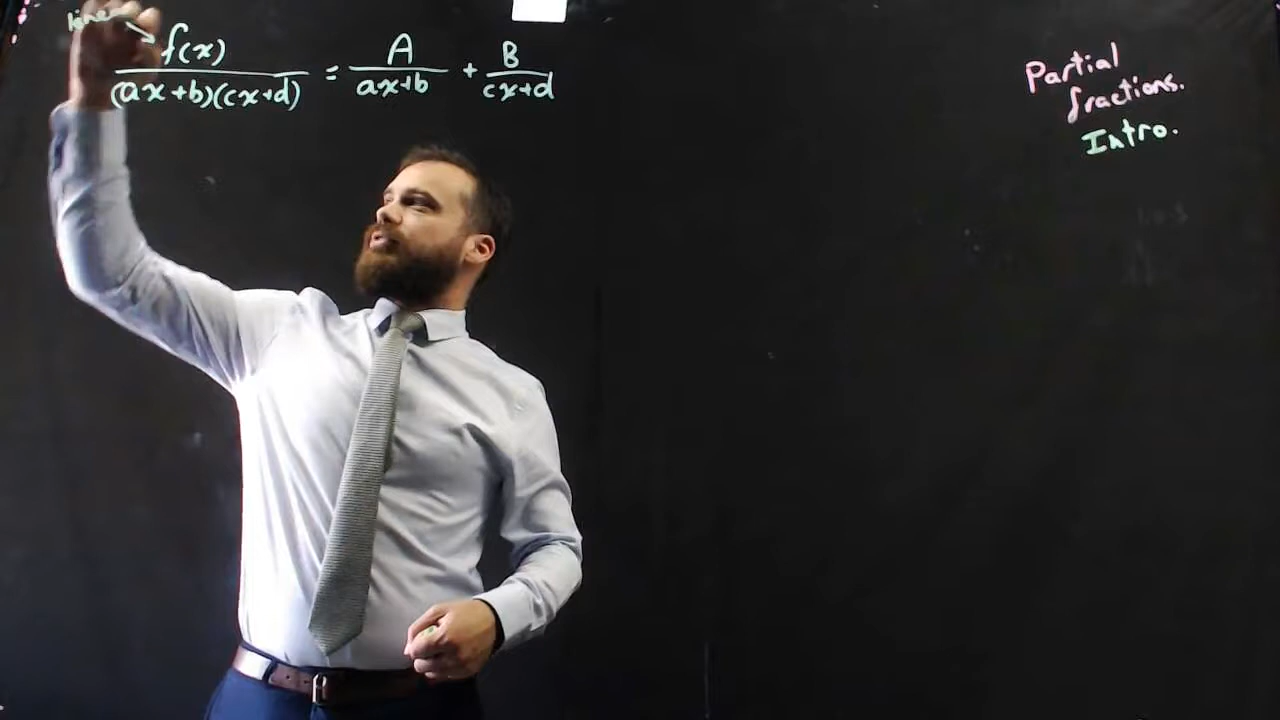 linear
f(x)/((ax+b)(cx+d)) = A/(ax+b) + B/(cx+d)
Partial
fractions.
Intro.